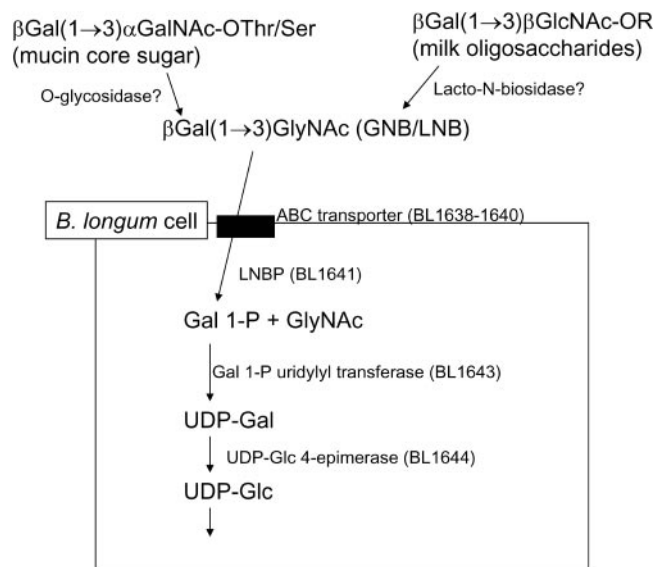 βGal(1→3)αGalNAc-OThr/Ser
(mucin core sugar)
βGal(1→3)βGlcNAc-OR
(milk oligosaccharides)
O-glycosidase?
Lacto-N-biosidase?
βGal(1→3)GlyNAc (GNB/LNB)
ABC transporter (BL1638-1640)
B. longum cell
LNBP (BL1641)
Gal 1-P + GlyNAc
Gal 1-P uridylyl transferase (BL1643)
UDP-Gal
UDP-Glc 4-epimerase (BL1644)
UDP-Glc